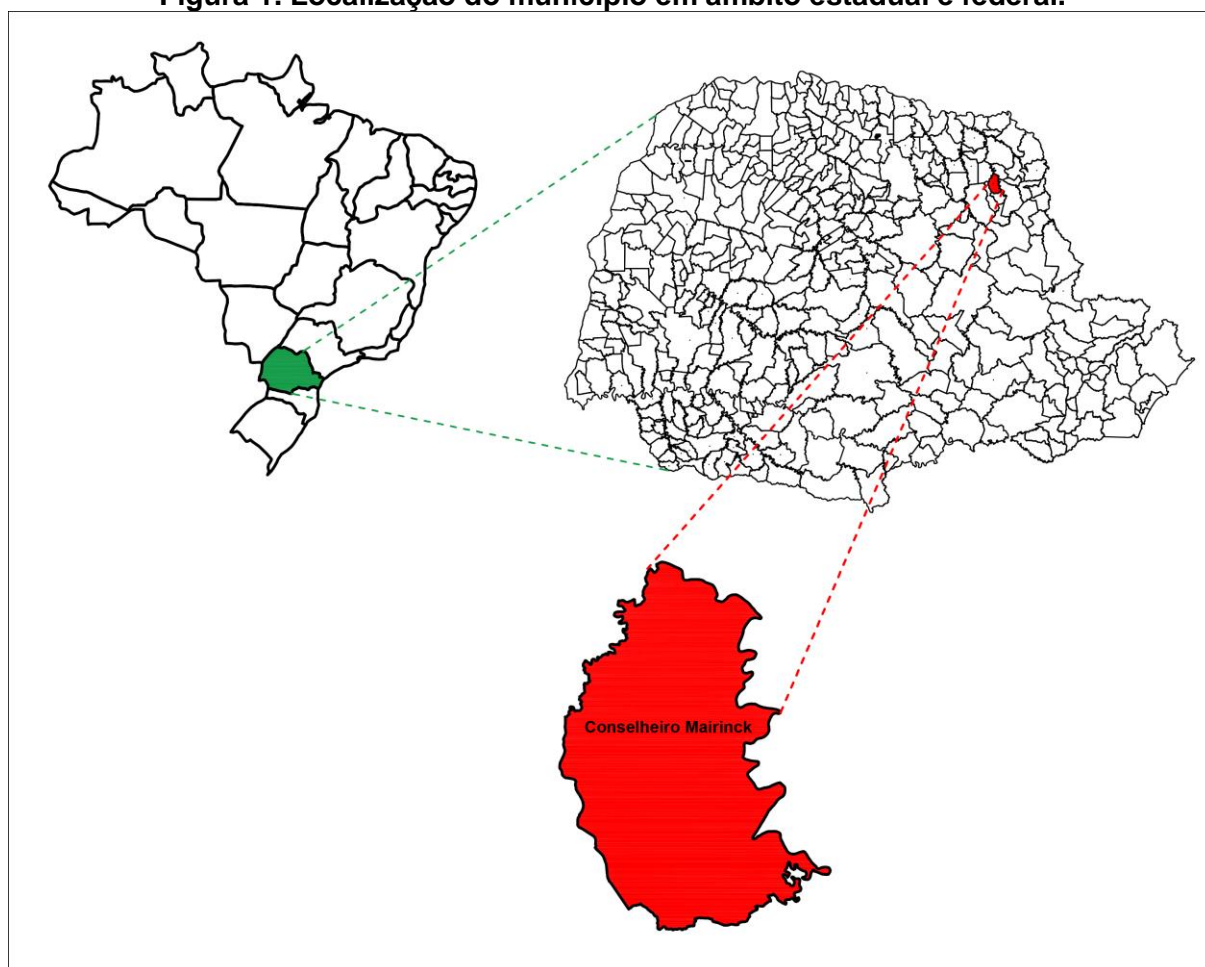 Figura 1: Localização do município em âmbito estadual e federal.
Conselheiro Mairinck